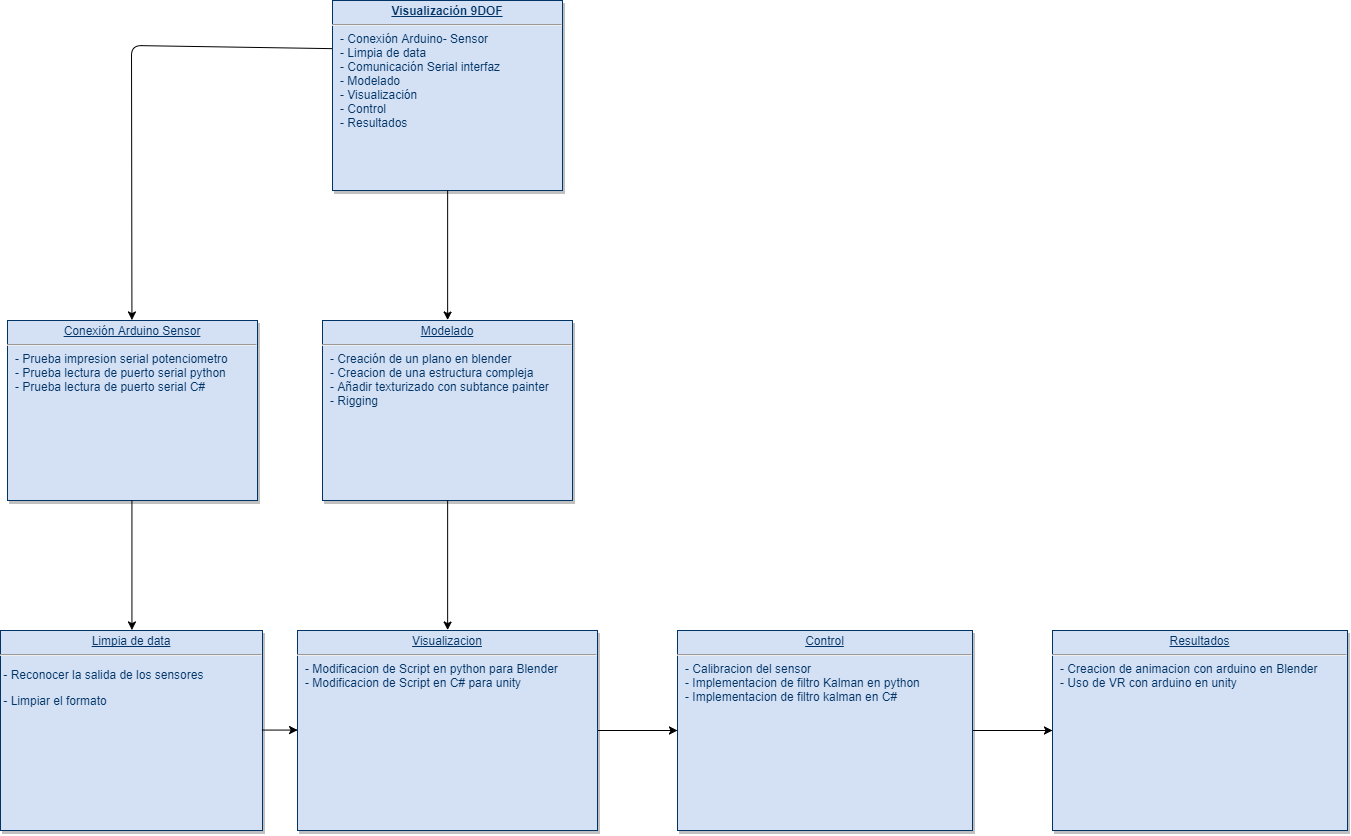 Visualización 9DOF
- Conexión Arduino- Sensor
- Limpia de data
- Comunicación Serial interfaz
- Modelado
- Visualización
- Control
- Resultados
Conexión Arduino Sensor
- Prueba impresion serial potenciometro
- Prueba lectura de puerto serial python
- Prueba lectura de puerto serial C#
Modelado
- Creación de un plano en blender
- Creacion de una estructura compleja
- Añadir texturizado con subtance painter
- Rigging
Limpia de data
- Reconocer la salida de los sensores
- Limpiar el formato
Visualizacion
- Modificacion de Script en python para Blender
- Modificacion de Script en C# para unity
Control
- Calibracion del sensor
- Implementacion de filtro Kalman en python
- Implementacion de filtro kalman en C#
Resultados
- Creacion de animacion con arduino en Blender
- Uso de VR con arduino en unity